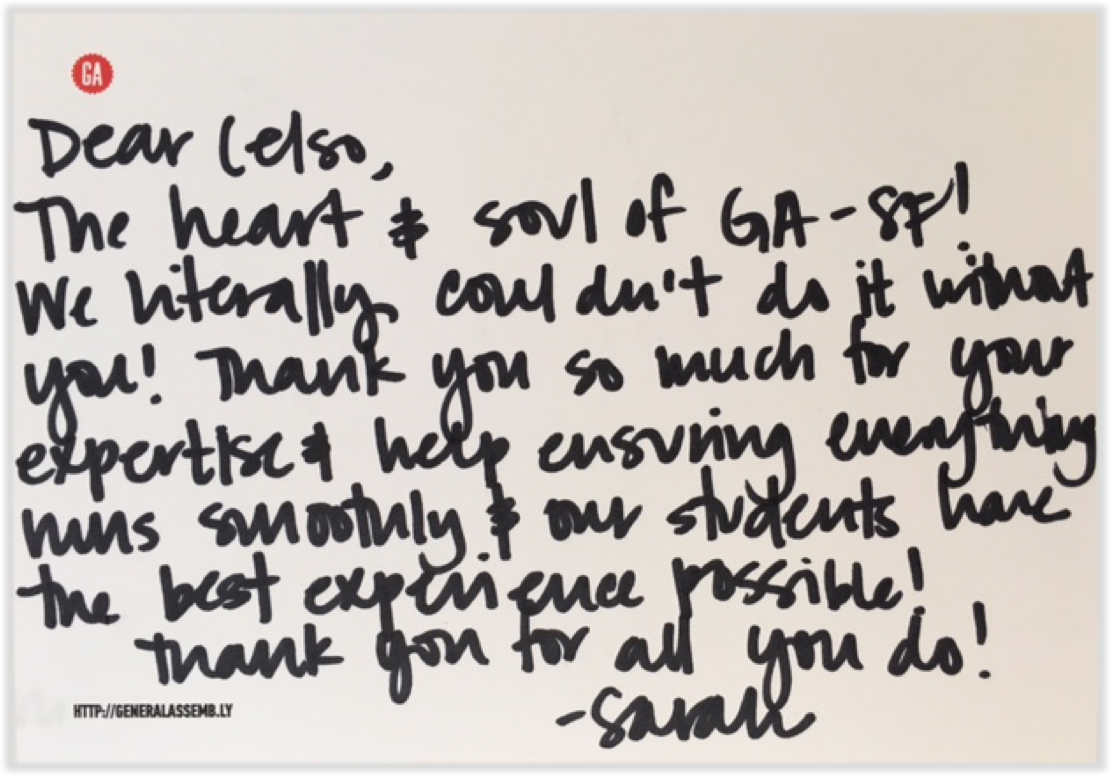 GA
Dear Celso,
The heart & soul of GA-SF!
We literally couldn't do it without
you! Thank you so much for your
expertise & help ensuring everything
runs smoothly & our students have
the best experience possible!
Thank you for all you do!
HTTP://GENERALASSEMB.LY
-Sarah